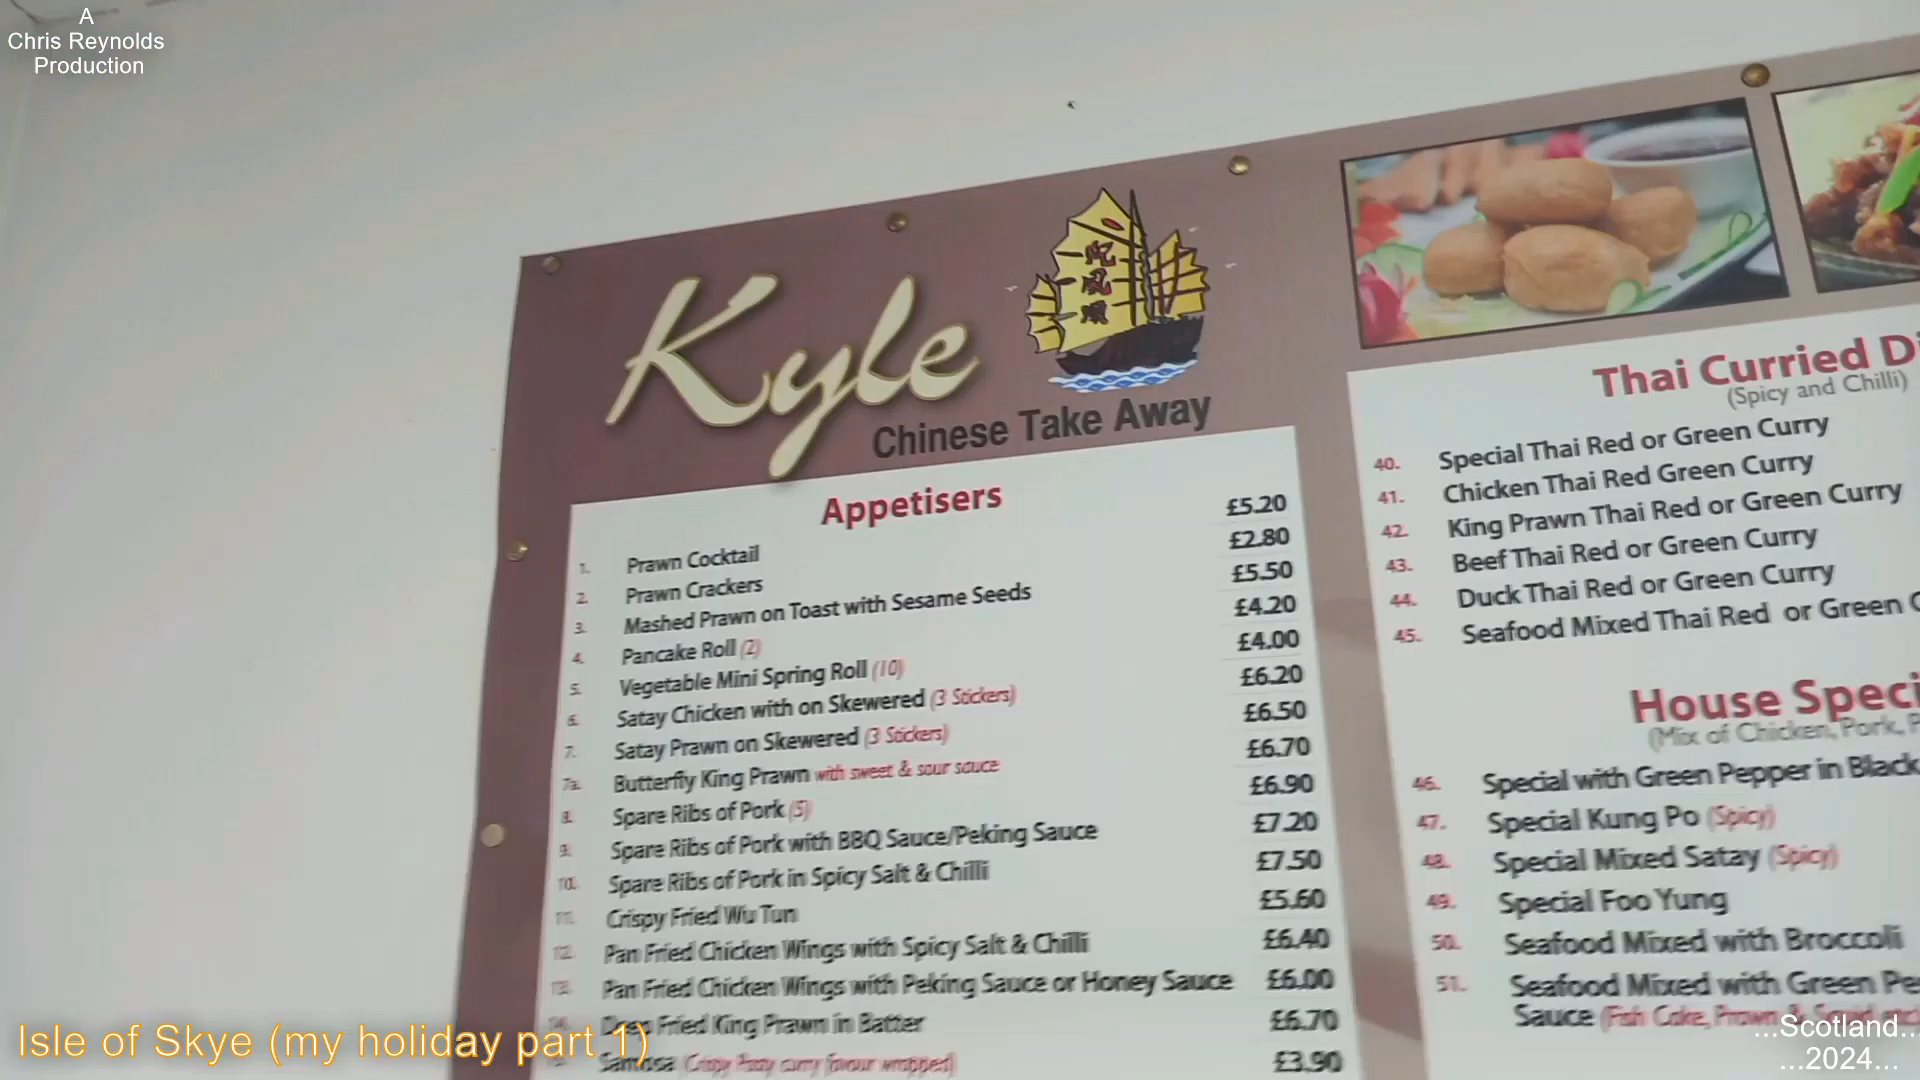 A
Chris Reynolds
Production
Kyle
Chinese Take Away
Appetisers
1. Prawn Cocktail £5.20
2. Prawn Crackers £2.80
3. Mashed Prawn on Toast with Sesame Seeds £5.50
4. Pancake Roll (2) £4.20
5. Vegetable Mini Spring Roll (10) £4.00
6. Satay Chicken with on Skewered (3 Stickers) £6.20
7. Satay Prawn on Skewered (3 Stickers) £6.50
7a. Butterfly King Prawn with sweet & sour sauce £6.70
8. Spare Ribs of Pork (5) £6.90
9. Spare Ribs of Pork with BBQ Sauce/Peking Sauce £7.20
10. Spare Ribs of Pork in Spicy Salt & Chilli £7.50
11. Crispy Fried Wu Tun £5.60
12. Pan Fried Chicken Wings with Spicy Salt & Chilli £6.40
13. Pan Fried Chicken Wings with Peking Sauce or Honey Sauce £6.00
Deep Fried King Prawn in Batter £6.70
Samosa £3.90
Thai Curried
(Spicy and Chilli)
40. Special Thai Red or Green Curry
41. Chicken Thai Red Green Curry
42. King Prawn Thai Red or Green Curry
43. Beef Thai Red or Green Curry
44. Duck Thai Red or Green Curry
45. Seafood Mixed Thai Red or Green
House Speci
(Mix of Chicken, Pork,
46. Special with Green Pepper in Black
47. Special Kung Po (Spicy)
48. Special Mixed Satay (Spicy)
49. Special Foo Yung
50. Seafood Mixed with Broccoli
51. Seafood Mixed with Green Pe
Sauce (Fish Cake, Prawn
Isle of Skye (my holiday part 1)
...Scotland...
...2024...